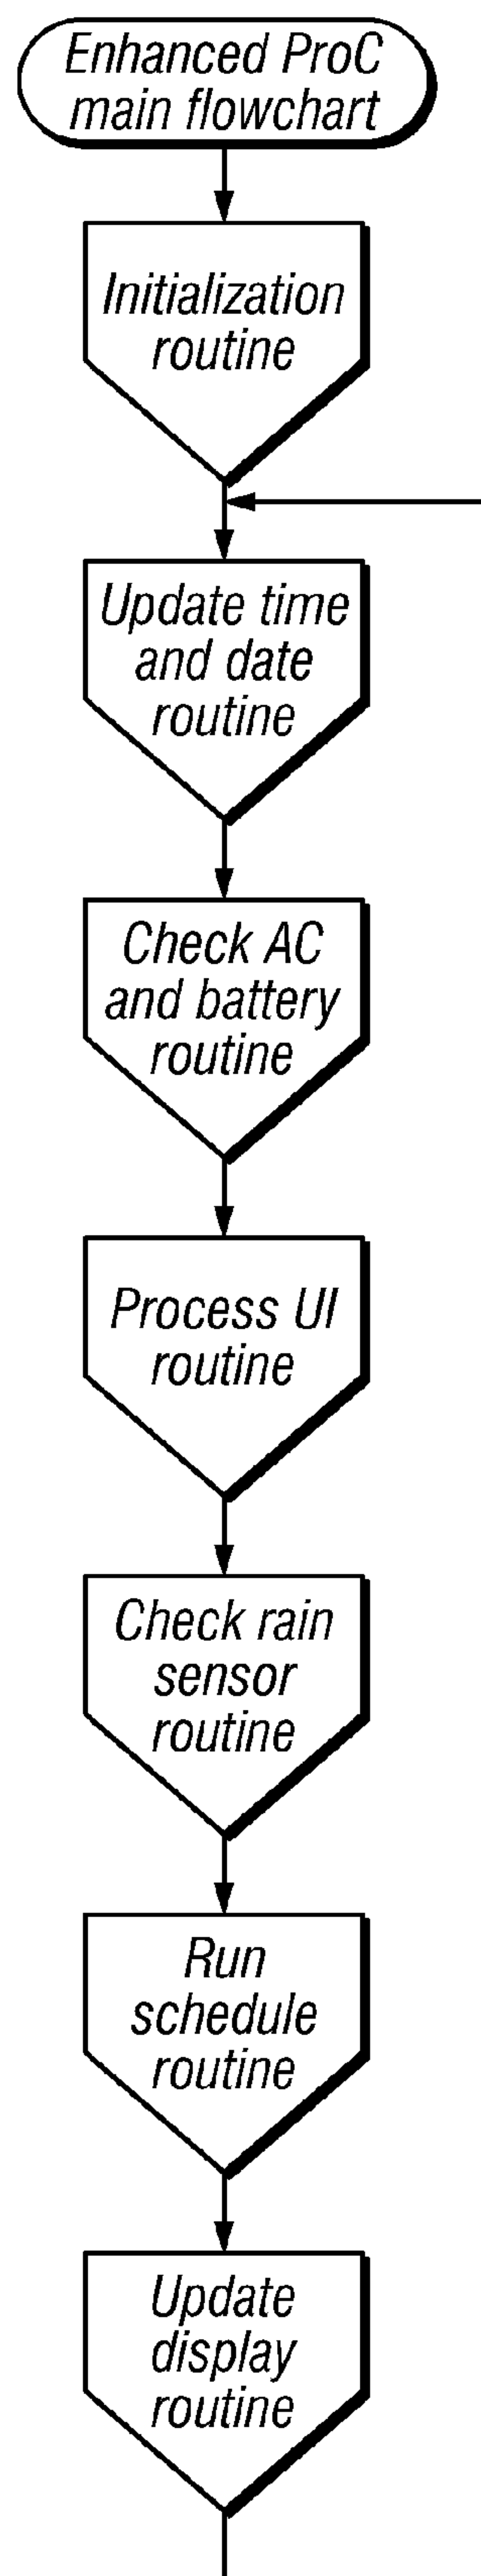 Enhanced ProC
main flowchart
Initialization
routine
Update time
and date
routine
Check AC
and battery
routine
Process UI
routine
Check rain
sensor
routine
Run
schedule
routine
Update
display
routine